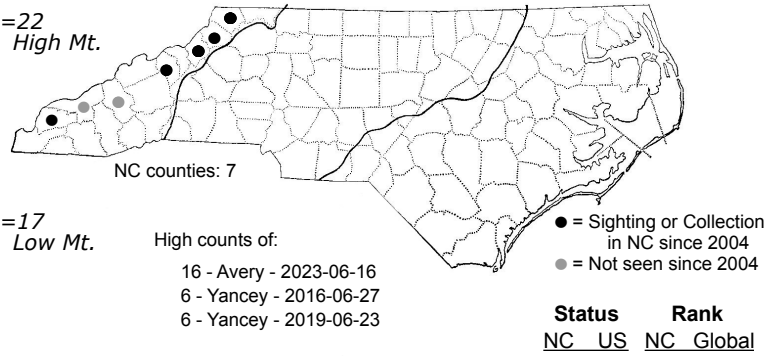 =22
High Mt.
NC counties: 7
=17
Low Mt.
High counts of:
16 - Avery - 2023-06-16
6 - Yancey - 2016-06-27
6 - Yancey - 2019-06-23
● = Sighting or Collection
in NC since 2004
● = Not seen since 2004
Status Rank
NC US NC Global